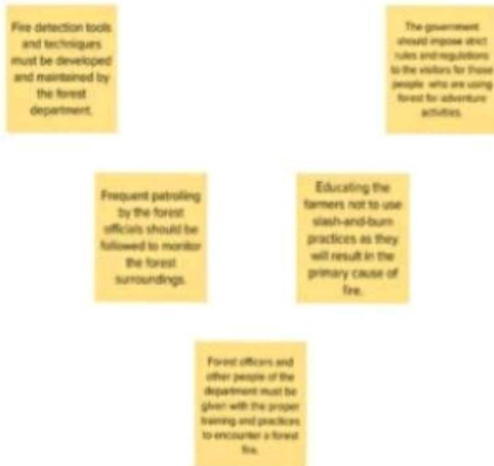 Fire detection tools
and techniques
must be developed
and maintained by
the forest
department.
The government
should impose strict
rules and regulations
to the visitors for those
people who are using
forest for adventure
activities.
Frequent patrolling
by the forest
officials should be
followed to monitor
the forest
surroundings.
Educating the
farmers not to use
slash-and-burn
practices as they
will result in the
primary cause of
fire.
Forest officers and
other people of the
department must be
given with the proper
training and practices
to encounter a forest
fire.